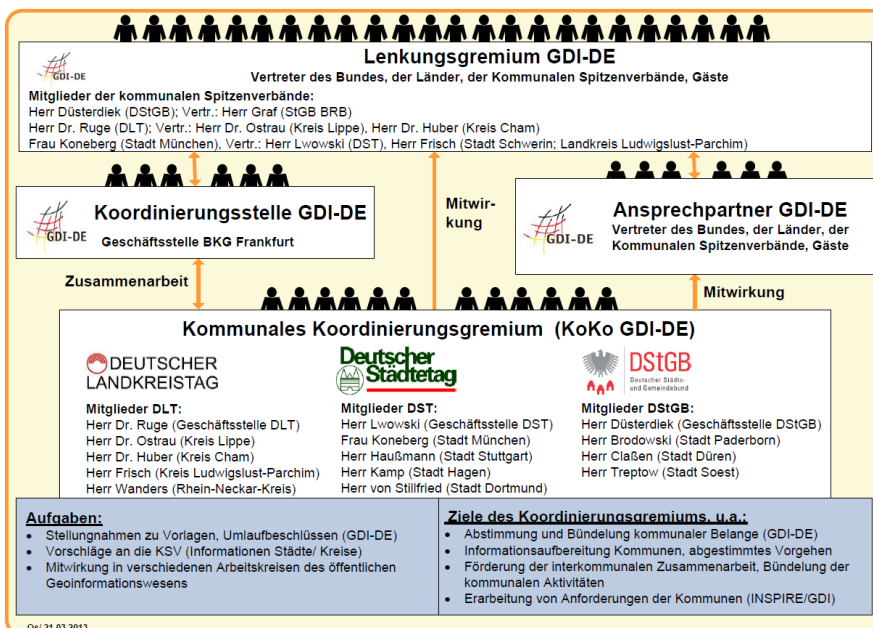 Lenkungsgremium GDI-DE
GDI-DE
Vertreter des Bundes, der Länder, der Kommunalen Spitzenverbände, Gäste
Mitglieder der kommunalen Spitzenverbände:
Herr Düsterdiek (DStGB); Vertr.: Herr Graf (StGB BRB)
Herr Dr. Ruge (DLT); Vertr.: Herr Dr. Ostrau (Kreis Lippe), Herr Dr. Huber (Kreis Cham)
Frau Koneberg (Stadt München), Vertr.: Herr Lwowski (DST), Herr Frisch (Stadt Schwerin; Landkreis Ludwigslust-Parchim)
Koordinierungsstelle GDI-DE
GDI-DE
Geschäftsstelle BKG Frankfurt
Mitwir-
kung
Ansprechpartner GDI-DE
GDI-DE
Vertreter des Bundes, der Länder, der
Kommunalen Spitzenverbände, Gäste
Zusammenarbeit
Mitwirkung
Kommunales Koordinierungsgremium (KoKo GDI-DE)
DEUTSCHER
LANDKREISTAG
Mitglieder DLT:
Herr Dr. Ruge (Geschäftsstelle DLT)
Herr Dr. Ostrau (Kreis Lippe)
Herr Dr. Huber (Kreis Cham)
Herr Frisch (Kreis Ludwigslust-Parchim)
Herr Wanders (Rhein-Neckar-Kreis)
Deutscher
Städtetag
Mitglieder DST:
Herr Lwowski (Geschäftsstelle DST)
Frau Koneberg (Stadt München)
Herr Haußmann (Stadt Stuttgart)
Herr Kamp (Stadt Hagen)
Herr von Stillfried (Stadt Dortmund)
DStGB
Deutscher Städte-
und Gemeindebund
Mitglieder DStGB:
Herr Düsterdiek (Geschäftsstelle DStGB)
Herr Brodowski (Stadt Paderborn)
Herr Claßen (Stadt Düren)
Herr Treptow (Stadt Soest)
Aufgaben:
• Stellungnahmen zu Vorlagen, Umlaufbeschlüssen (GDI-DE)
• Vorschläge an die KSV (Informationen Städte/ Kreise)
• Mitwirkung in verschiedenen Arbeitskreisen des öffentlichen
Geoinformationswesens
Ziele des Koordinierungsgremiums, u.a.:
• Abstimmung und Bündelung kommunaler Belange (GDI-DE)
• Informationsaufbereitung Kommunen, abgestimmtes Vorgehen
• Förderung der interkommunalen Zusammenarbeit, Bündelung der
kommunalen Aktivitäten
• Erarbeitung von Anforderungen der Kommunen (INSPIRE/GDI)
Os/ 21.03.2013